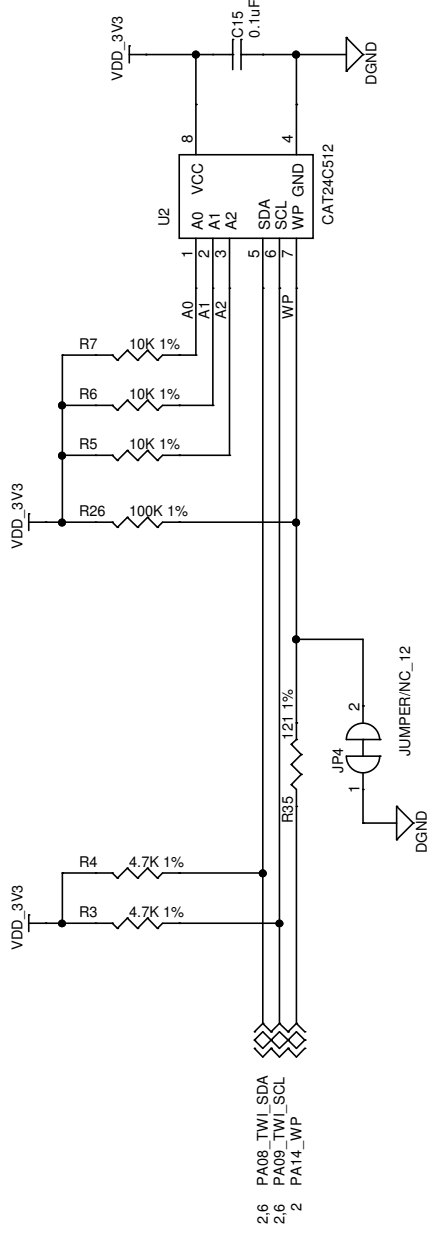 VDD_3V3
VDD_3V3
VDD_3V3
R3
4.7K 1%
R4
4.7K 1%
R26
100K 1%
R5
10K 1%
R6
10K 1%
R7
10K 1%
A0
A1
A2
WP
1
2
3
5
6
7
U2
A0
A1
A2
SDA
SCL
WP
VCC
GND
8
4
CAT24C512
C15
0.1uF
DGND
2,6 PA08_TWI_SDA
2,6 PA09_TWI_SCL
2 PA14_WP
R35
121 1%
JP4
1
2
JUMPER/NC_12
DGND